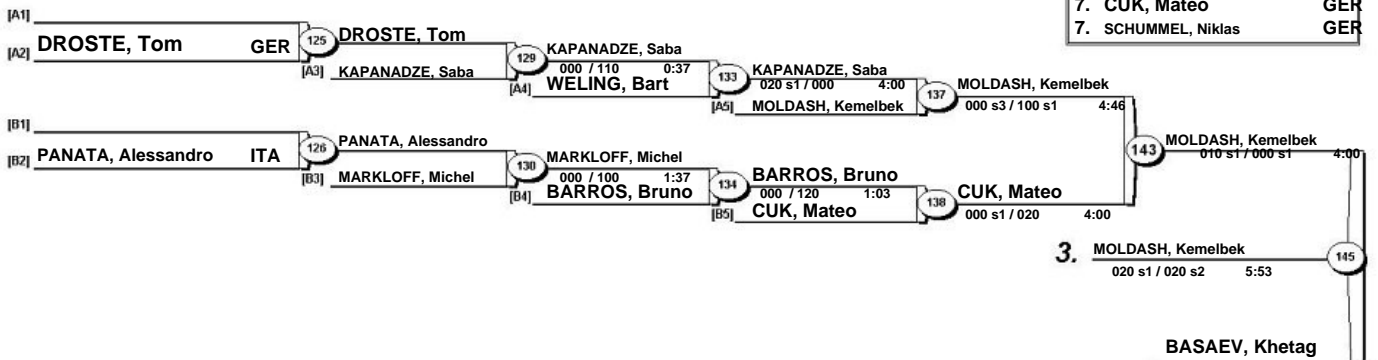 7. CUK, Mateo GER
7. SCHUMMEL, Niklas GER
[A1]
[A2] DROSTE, Tom GER
125
DROSTE, Tom
[A3] KAPANADZE, Saba
129
KAPANADZE, Saba
000 / 110 0:37
[A4] WELING, Bart
133
KAPANADZE, Saba
020 s1 / 000 4:00
[A5] MOLDASH, Kemelbek
137
MOLDASH, Kemelbek
000 s3 / 100 s1 4:46
[B1]
[B2] PANATA, Alessandro ITA
126
PANATA, Alessandro
[B3] MARKLOFF, Michel
130
MARKLOFF, Michel
000 / 100 1:37
[B4] BARROS, Bruno
134
BARROS, Bruno
000 / 120 1:03
[B5] CUK, Mateo
138
CUK, Mateo
000 s1 / 020 4:00
143
MOLDASH, Kemelbek
010 s1 / 000 s1 4:00
3. MOLDASH, Kemelbek
020 s1 / 020 s2 5:53
145
BASAEV, Khetag